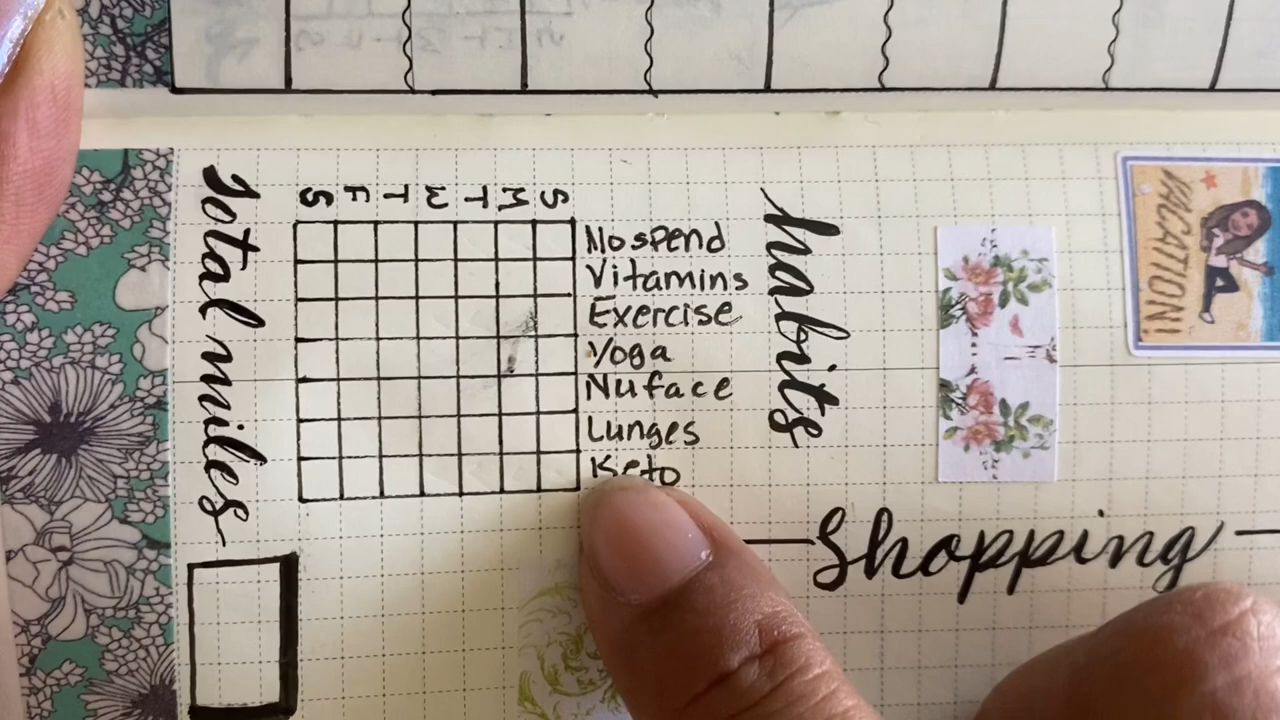 habits
S M T W T F S
No spend
Vitamins
Exercise
Yoga
Nuface
Lunges
Keto
Total miles
Shopping
VACATION!